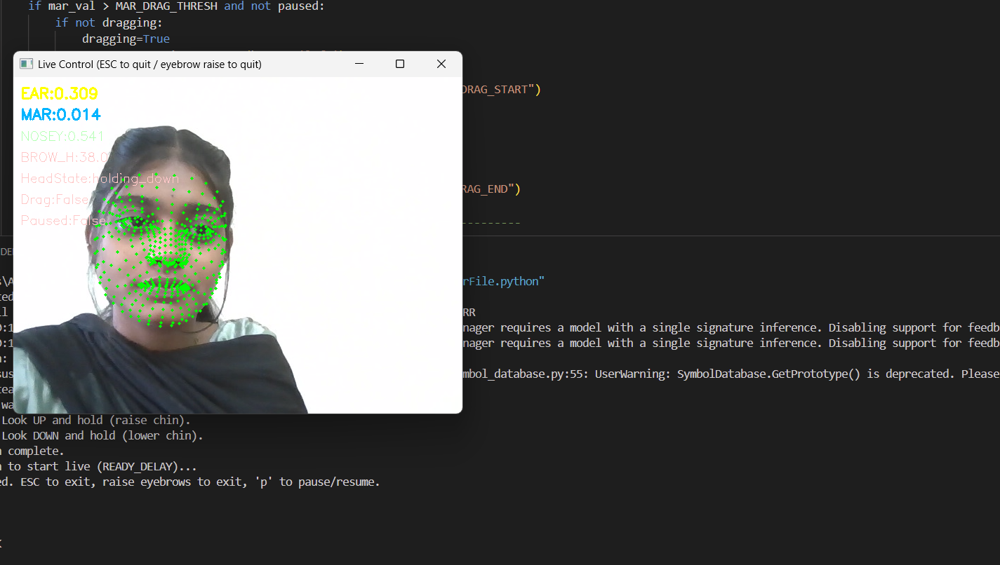 if mar_val > MAR_DRAG_THRESH and not paused:
if not dragging:
dragging=True
Live Control (ESC to quit / eyebrow raise to quit)
DRAG_START")
EAR:0.309
MAR:0.014
NOSEY:0.541
BROW_H:38.0
HeadState:holding_down
RAG_END")
Drag:False
Paused:False
----------
rFile.python"
RR
nager requires a model with a single signature inference. Disabling support for feedb
nager requires a model with a single signature inference. Disabling support for feedb
mbol_database.py:55: UserWarning: SymbolDatabase.GetPrototype() is deprecated. Please
Look UP and hold (raise chin).
Look DOWN and hold (lower chin).
complete.
to start live (READY_DELAY)...
ed. ESC to exit, raise eyebrows to exit, 'p' to pause/resume.